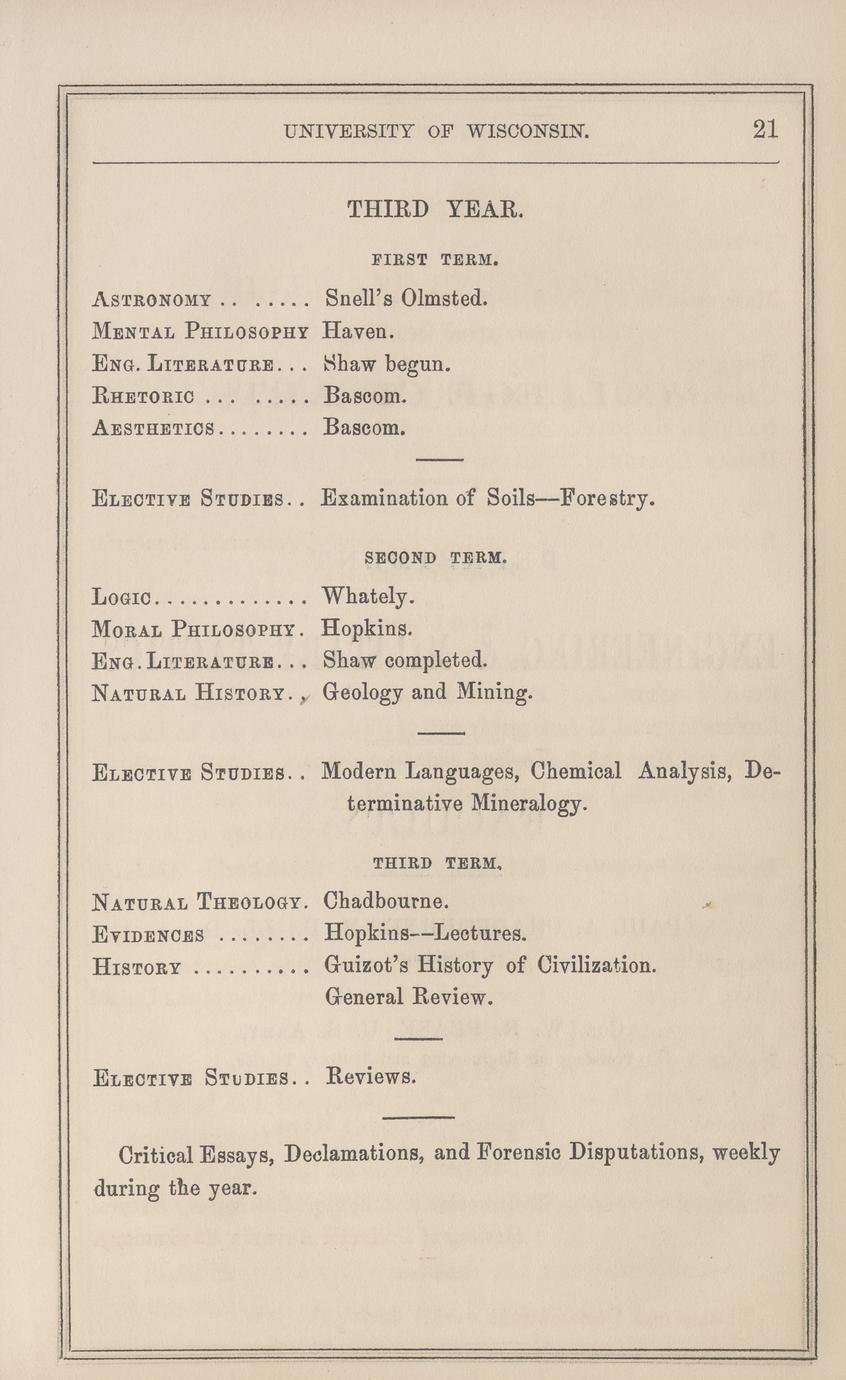 UNIVERSITY OF WISCONSIN. 21
THIRD YEAR.
FIRST TERM.
ASTRONOMY .. ...... Snell's Olmsted.
MENTAL PHILOSOPHY Haven.
ENG. LITERATURE... Shaw begun.
RHETORIC ... ...... Bascom.
AESTHETICS........ Bascom.
ELECTIVE STUDIES.. Examination of Soils—Forestry.
SECOND TERM.
LOGIC............. Whately.
MORAL PHILOSOPHY. Hopkins.
ENG. LITERATURE... Shaw completed.
NATURAL HISTORY., Geology and Mining.
ELECTIVE STUDIES.. Modern Languages, Chemical Analysis, De-
terminative Mineralogy.
THIRD TERM,
NATURAL THEOLOGY. Chadbourne.
EVIDENCES ........ Hopkins—Lectures.
HISTORY .......... Guizot's History of Civilization.
General Review.
ELECTIVE STUDIES.. Reviews.
Critical Essays, Declamations, and Forensic Disputations, weekly
during the year.